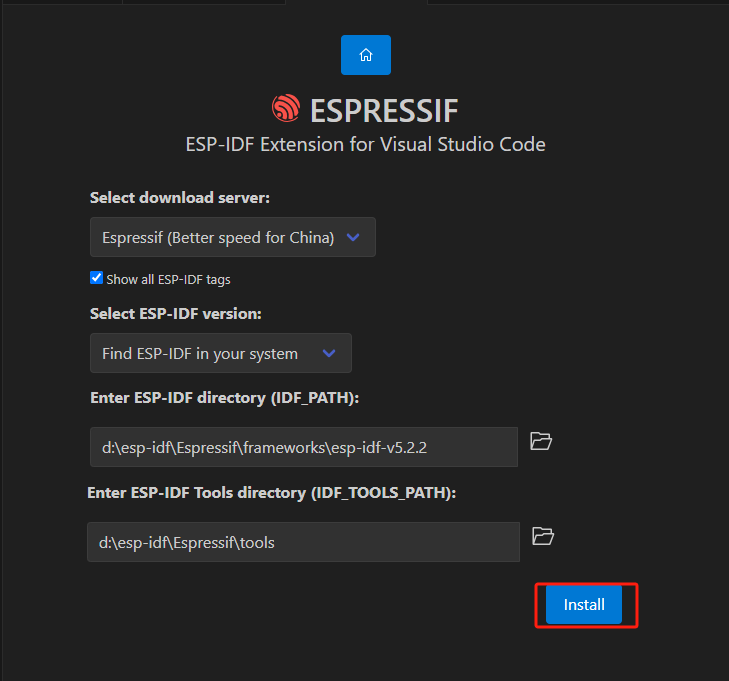 ESPRESSIF
ESP-IDF Extension for Visual Studio Code
Select download server:
Espressif (Better speed for China)
Show all ESP-IDF tags
Select ESP-IDF version:
Find ESP-IDF in your system
Enter ESP-IDF directory (IDF_PATH):
d:\esp-idf\Espressif\frameworks\esp-idf-v5.2.2
Enter ESP-IDF Tools directory (IDF_TOOLS_PATH):
d:\esp-idf\Espressif\tools
Install